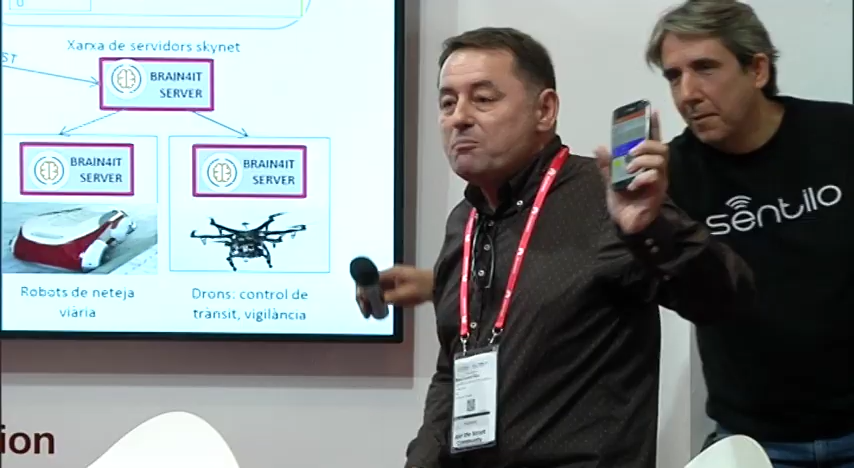 Xarxa de servidors skynet
ST
BRAIN4IT
SERVER
BRAIN4IT
SERVER
BRAIN4IT
SERVER
Robots de neteja
viària
Drons: control de
trànsit, vigilància
sentilo
ion